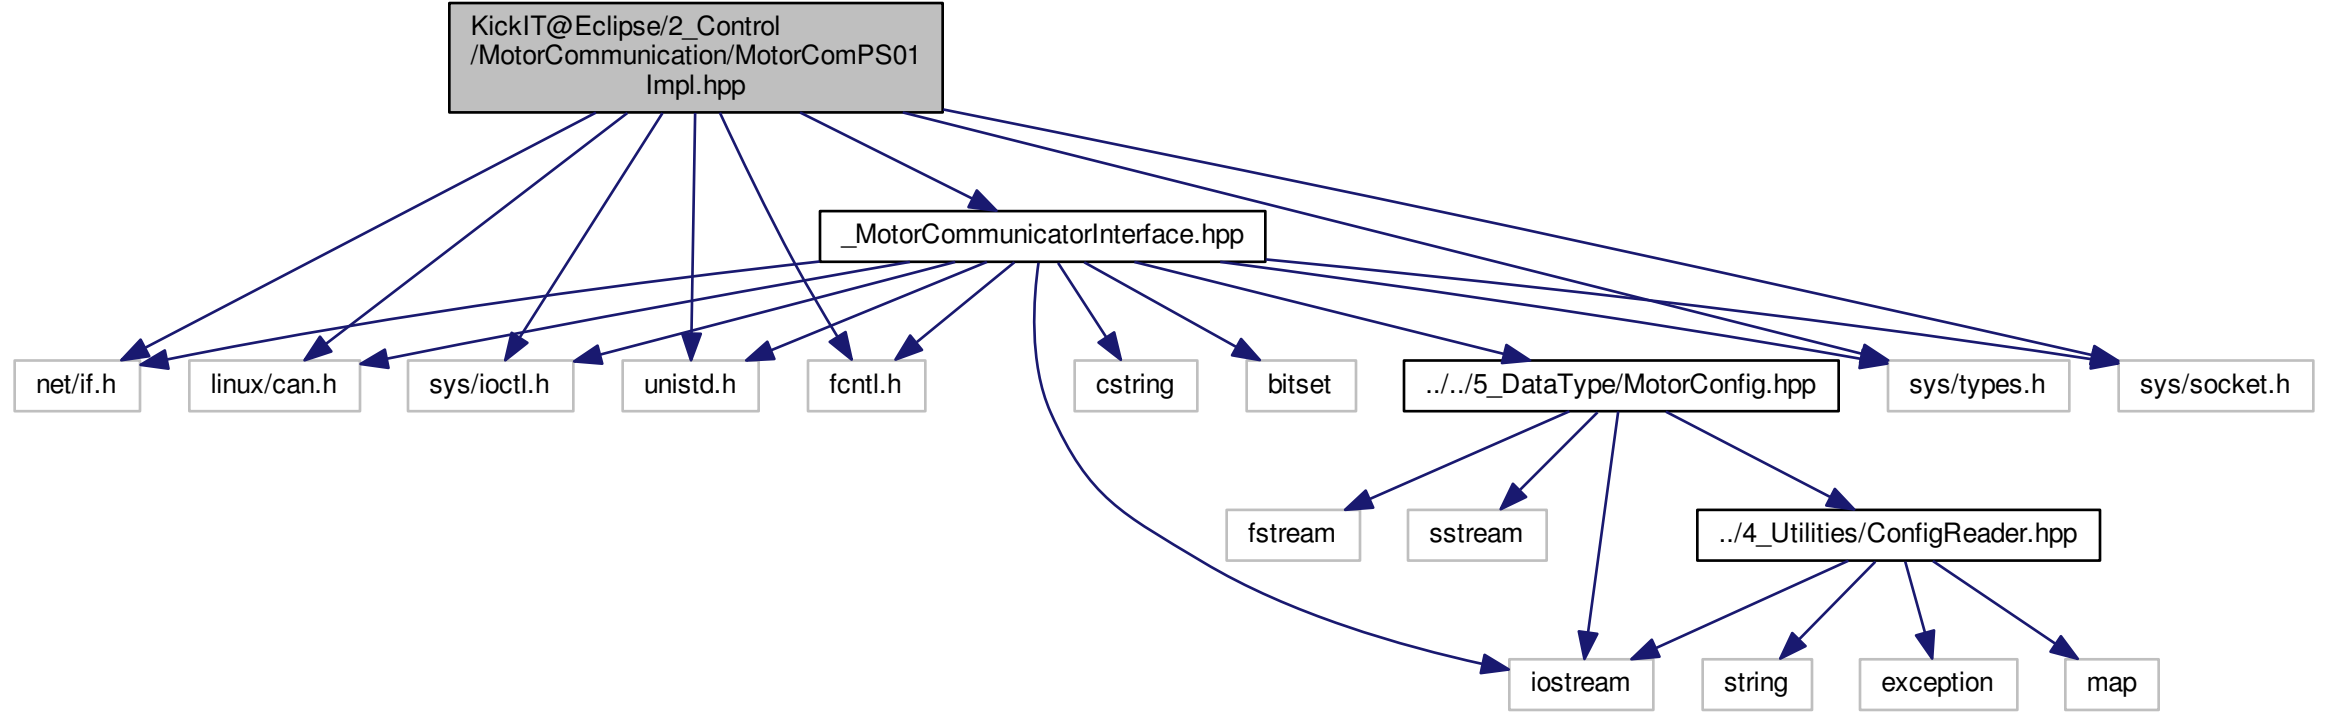 KickIT@Eclipse/2_Control
/MotorCommunication/MotorComPS01
Impl.hpp
_MotorCommunicatorInterface.hpp
net/if.h
linux/can.h
sys/ioctl.h
unistd.h
fcntl.h
cstring
bitset
../../5_DataType/MotorConfig.hpp
sys/types.h
sys/socket.h
fstream
sstream
../4_Utilities/ConfigReader.hpp
iostream
string
exception
map